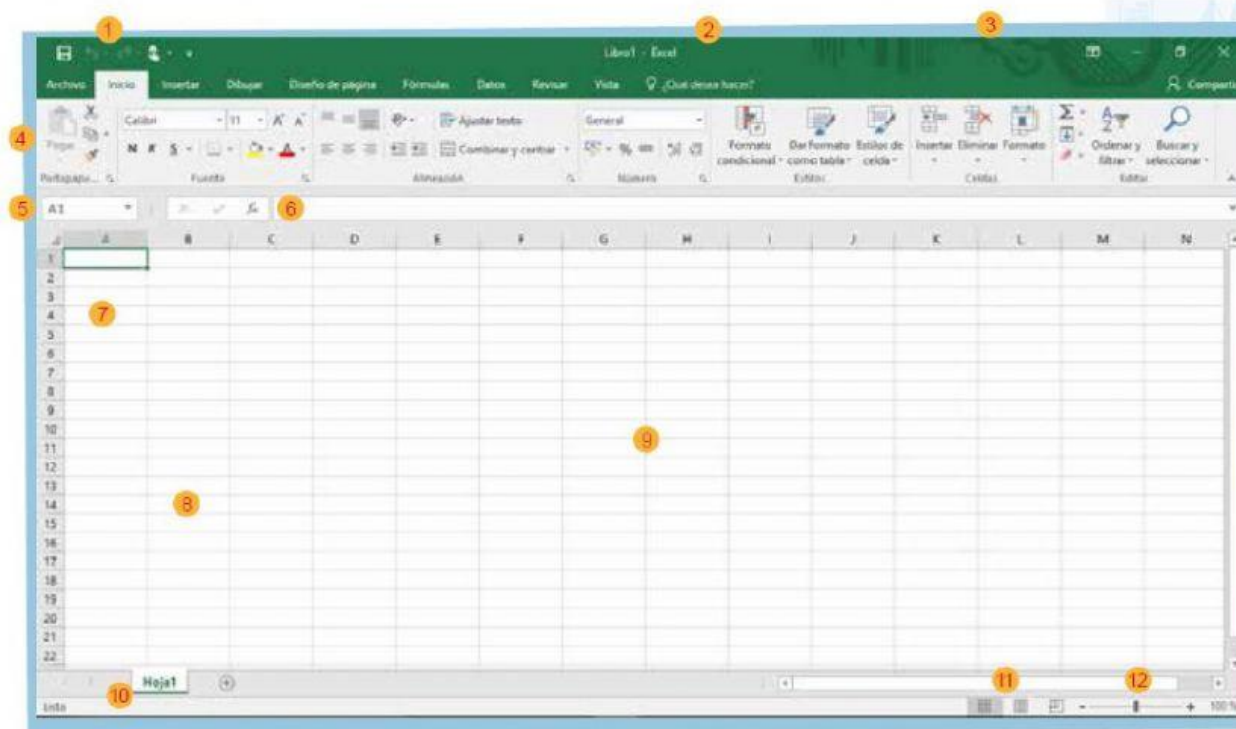 1 2 3
Libro1 - Excel
Archivo Inicio Insertar Dibujar Diseño de página Fórmulas Datos Revisar Vista ¿Qué desea hacer? Compartir
4
Calibri 11 Ajustar texto General
N K S Combinar y centrar %
Formato condicional Dar formato como tabla Estilos de celda Insertar Eliminar Formato Ordenar y filtrar Buscar y seleccionar
Portapape... Fuente Alineación Número Estilos Celdas Editar
5 A1 fx 6
A B C D E F G H I J K L M N
1
2
3
4 7
5
6
7
8
9
10 9
11
12
13
14 8
15
16
17
18
19
20
21
22
10 Hoja1 11 12
Listo 100 %